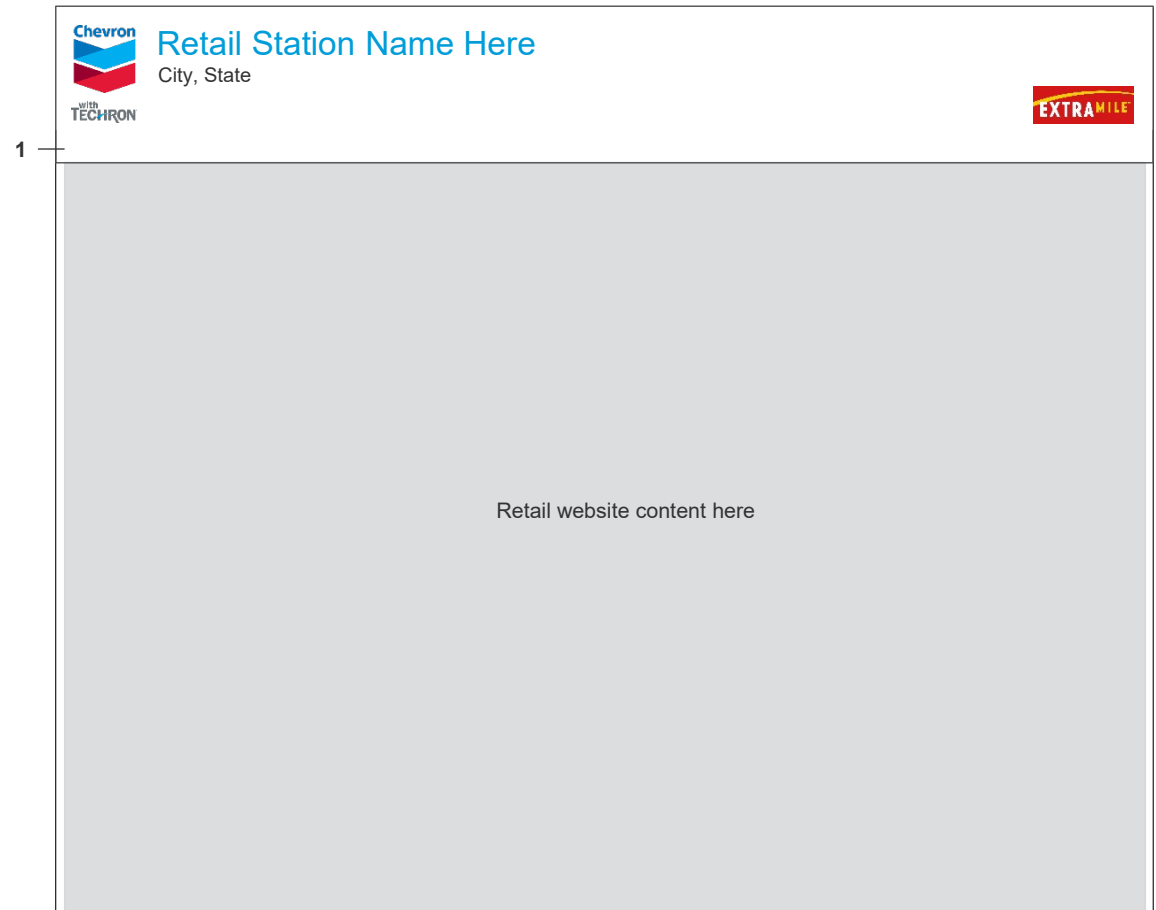 Chevron
Retail Station Name Here
City, State
with
TECHRON
EXTRAMILE
1
Retail website content here